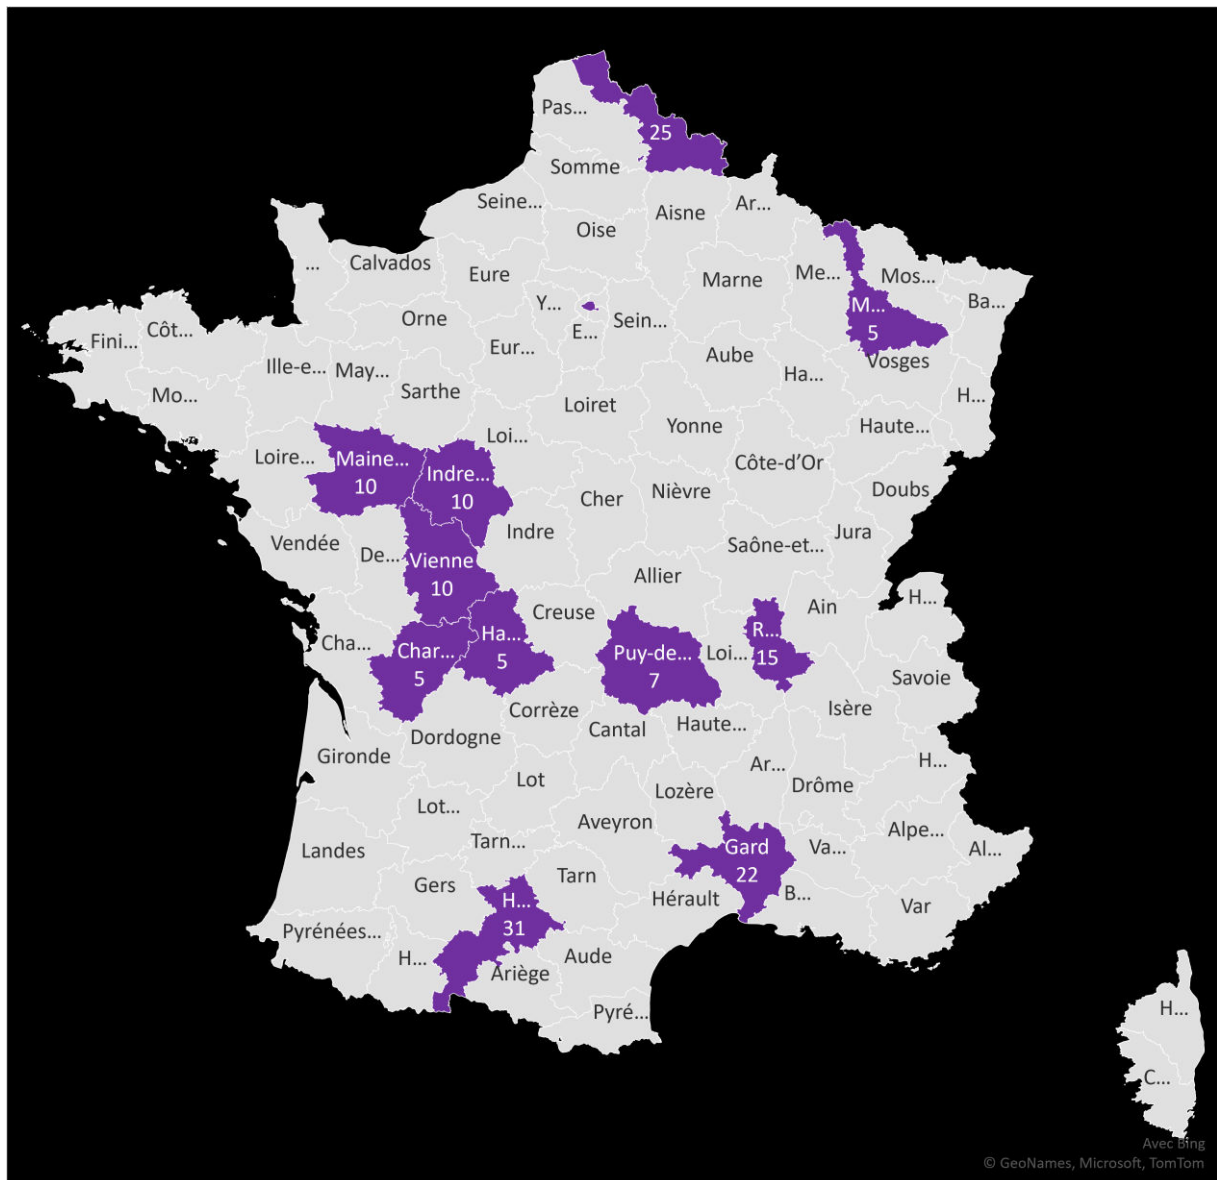 Pas...
25
Somme
Seine...
Aisne
Ar...
Oise
...
Calvados
Eure
Marne
Me...
Mos...
Ba...
Y...
M...
5
Orne
E...
Sein...
Fini...
Côt...
Eur...
Aube
Vosges
Ille-e...
May...
Ha...
Mo...
Sarthe
Loiret
H...
Yonne
Haute...
Loi...
Loire...
Maine...
10
Indre...
10
Côte-d’Or
Cher
Nièvre
Doubs
Vendée
De...
Indre
Saône-et...
Jura
Vienne
10
Allier
Creuse
Ain
H...
Cha...
Char...
5
Ha...
5
Puy-de...
7
Loi...
R...
15
Savoie
Corrèze
Isère
Dordogne
Cantal
Haute...
Gironde
H...
Lot
Ar...
Drôme
Lozère
Lot...
Aveyron
Alpe...
Landes
Tarn...
Gard
22
Va...
Al...
Gers
Tarn
Hérault
B...
Var
H...
31
Pyrénées...
H...
Aude
Ariège
Pyré...
H...
C...
Avec Bing
© GeoNames, Microsoft, TomTom